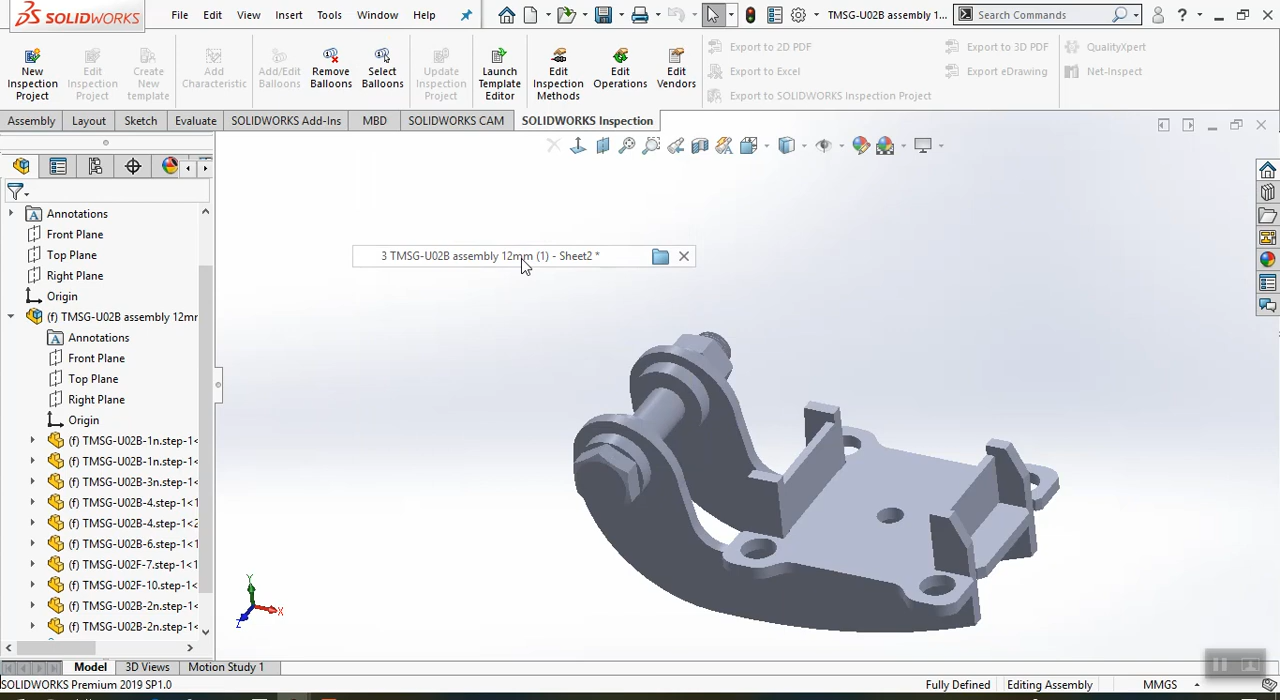 SOLIDWORKS File Edit View Insert Tools Window Help TMSG-U02B assembly 1... Search Commands ?
New Inspection Project
Edit Inspection Project
Create New template
Add Characteristic
Add/Edit Balloons
Remove Balloons
Select Balloons
Update Inspection Project
Launch Template Editor
Edit Inspection Methods
Edit Operations
Edit Vendors
Export to 2D PDF
Export to Excel
Export to SOLIDWORKS Inspection Project
Export to 3D PDF
Export eDrawing
QualityXpert
Net-Inspect
Assembly Layout Sketch Evaluate SOLIDWORKS Add-Ins MBD SOLIDWORKS CAM SOLIDWORKS Inspection
Annotations
Front Plane
Top Plane
Right Plane
Origin
(f) TMSG-U02B assembly 12mm
Annotations
Front Plane
Top Plane
Right Plane
Origin
(f) TMSG-U02B-1n.step-1<
(f) TMSG-U02B-1n.step-1<
(f) TMSG-U02B-3n.step-1<
(f) TMSG-U02B-4.step-1<1
(f) TMSG-U02B-4.step-1<2
(f) TMSG-U02B-6.step-1<1
(f) TMSG-U02F-7.step-1<1
(f) TMSG-U02F-10.step-1<
(f) TMSG-U02B-2n.step-1<
(f) TMSG-U02B-2n.step-1<
3 TMSG-U02B assembly 12mm (1) - Sheet2 *
Y
X
Z
Model 3D Views Motion Study 1
SOLIDWORKS Premium 2019 SP1.0 Fully Defined Editing Assembly MMGS